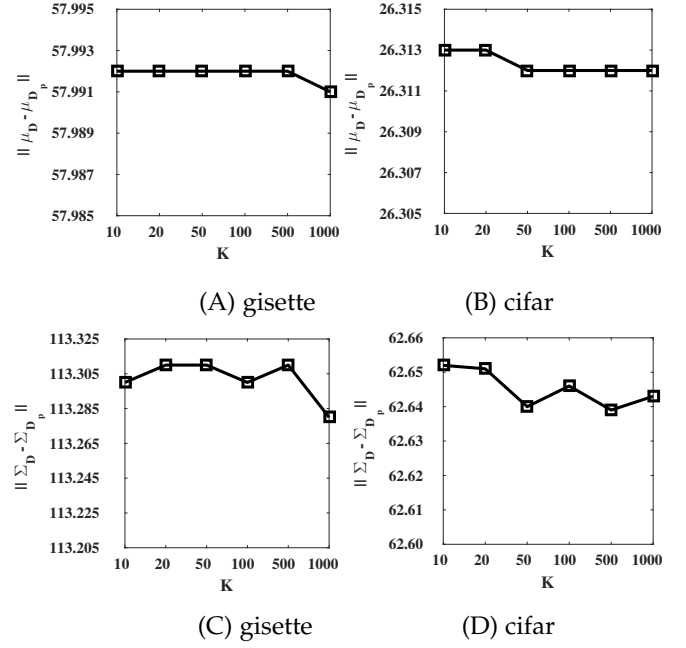 57.995
57.993
57.991
57.989
57.987
57.985
|| μD - μDp ||
10 20 50 100 500 1000
K
26.315
26.313
26.311
26.309
26.307
26.305
|| μD - μDp ||
10 20 50 100 500 1000
K
(A) gisette (B) cifar
113.325
113.305
113.285
113.265
113.245
113.225
113.205
|| ΣD - ΣDp ||
10 20 50 100 500 1000
K
62.66
62.65
62.64
62.63
62.62
62.61
62.60
|| ΣD - ΣDp ||
10 20 50 100 500 1000
K
(C) gisette (D) cifar